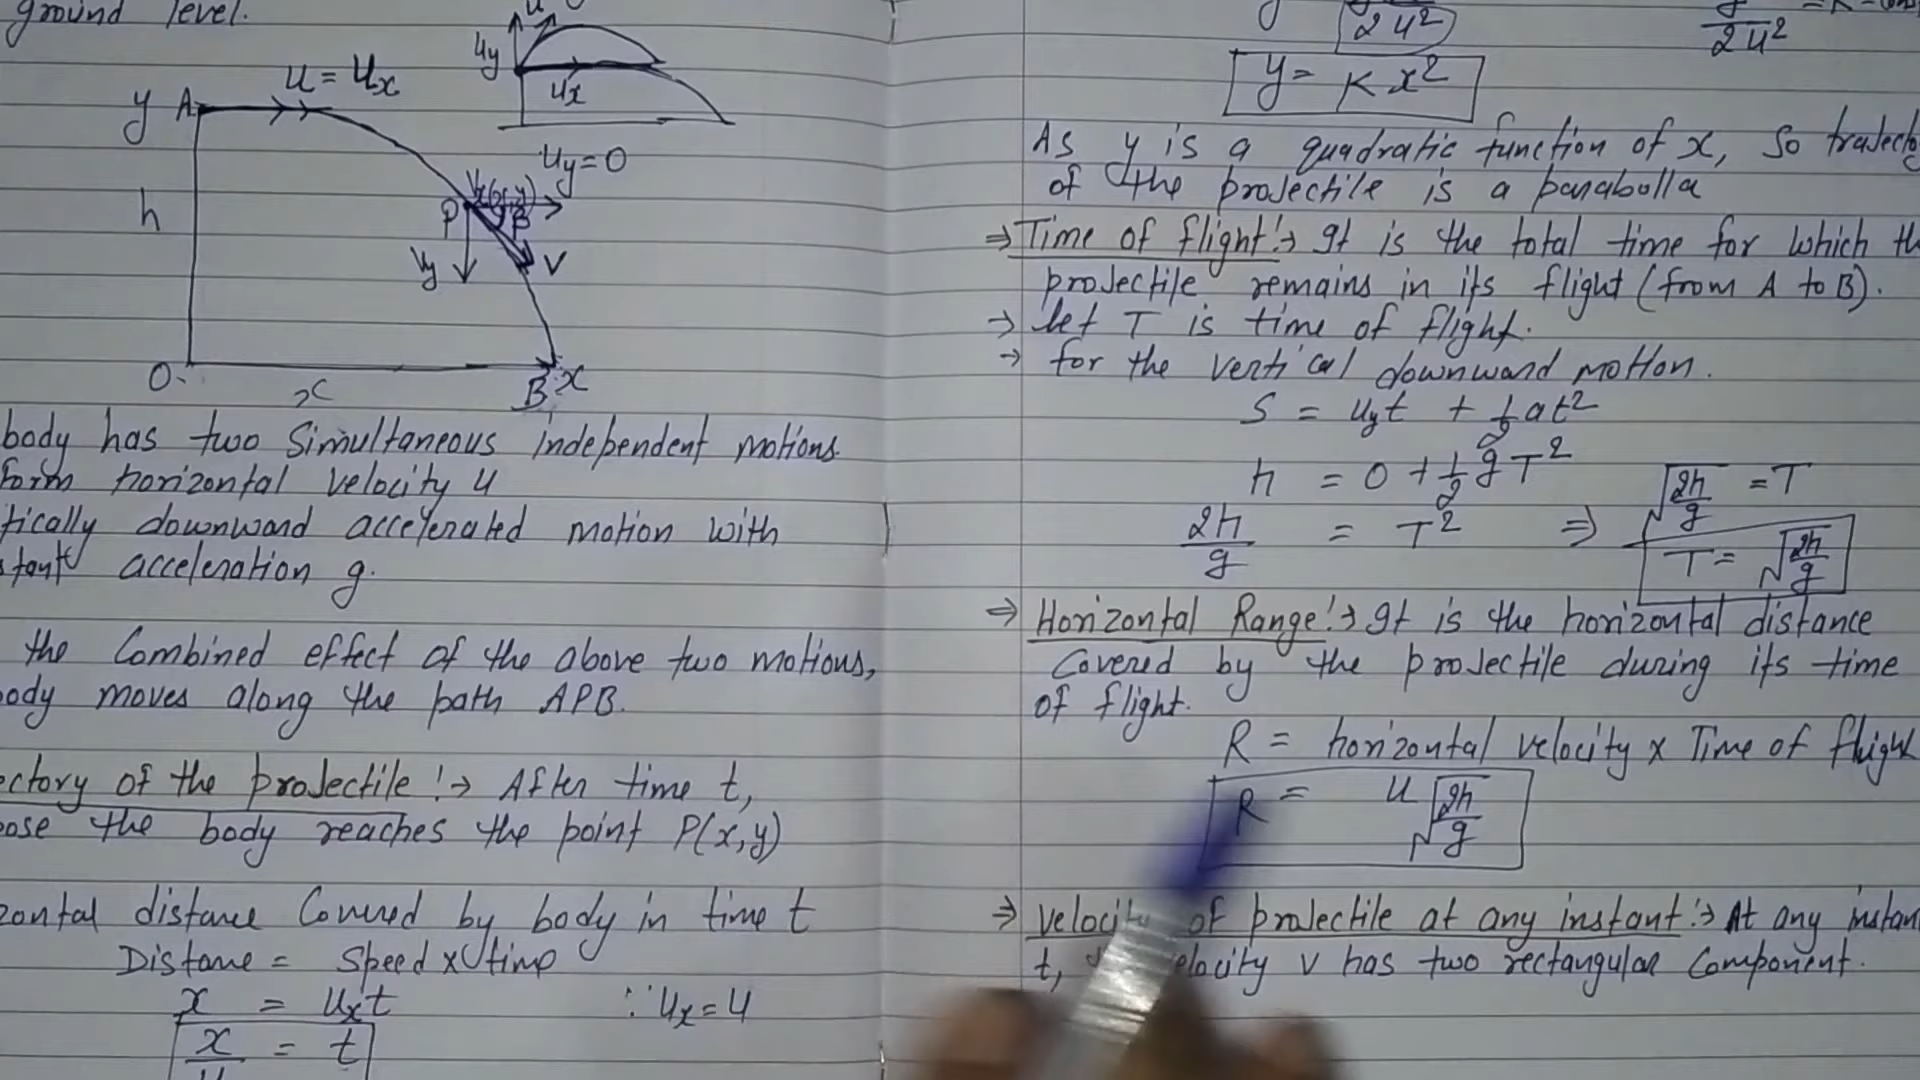 ground level.
u
uy
ux
u = ux
y A
uy = 0
h
P
Vx
(x,y)
β
Vy
V
O
x
B x
body has two Simultaneous independent motions.
form horizontal velocity u
tically downward accelerated motion with
stant acceleration g.
the Combined effect of the above two motions,
ody moves along the path APB.
ectory of the proJectile !→ After time t,
ose the body reaches the point P(x,y)
zontal distance Covered by body in time t
Distane = Speed x time
x = uxt ∵ ux = u
x/u = t
y
2u²
2u²
y = K x²
As y is a quadratic function of x, So traJecto
of the proJectile is a parabolla
⇒ Time of flight !→ It is the total time for which th
proJectile remains in its flight (from A to B).
→ let T is time of flight.
→ for the vertical downward motion.
S = uyt + 1/2 at²
h = 0 + 1/2 g T²
2h/g = T² ⇒ √2h/g = T
T = √2h/g
⇒ Horizontal Range !→ It is the horizontal distance
Covered by the proJectile during its time
of flight.
R = horizontal velocity x Time of flight
R = u √2h/g
⇒ velocity of proJectile at any instant !→ At any instan
t, velocity v has two rectangular Component.